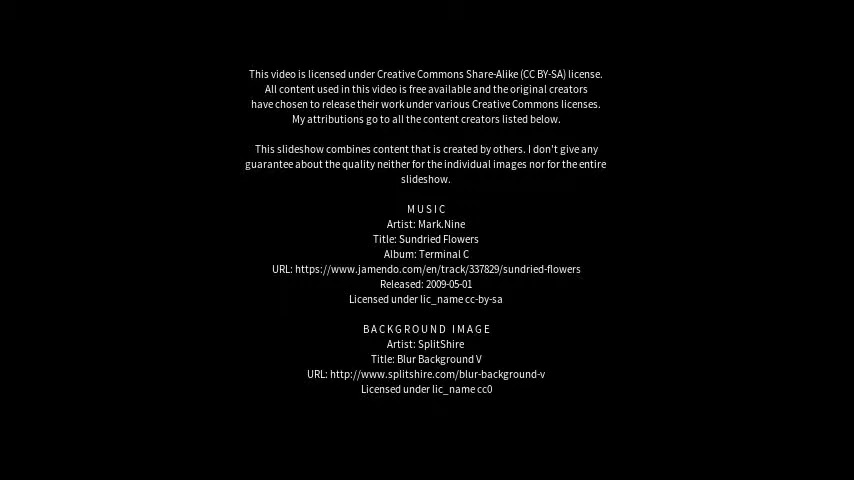 This video is licensed under Creative Commons Share-Alike (CC BY-SA) license.
All content used in this video is free available and the original creators
have chosen to release their work under various Creative Commons licenses.
My attributions go to all the content creators listed below.
This slideshow combines content that is created by others. I don't give any
guarantee about the quality neither for the individual images nor for the entire
slideshow.
MUSIC
Artist: Mark.Nine
Title: Sundried Flowers
Album: Terminal C
URL: https://www.jamendo.com/en/track/337829/sundried-flowers
Released: 2009-05-01
Licensed under lic_name cc-by-sa
BACKGROUND IMAGE
Artist: SplitShire
Title: Blur Background V
URL: http://www.splitshire.com/blur-background-v
Licensed under lic_name cc0